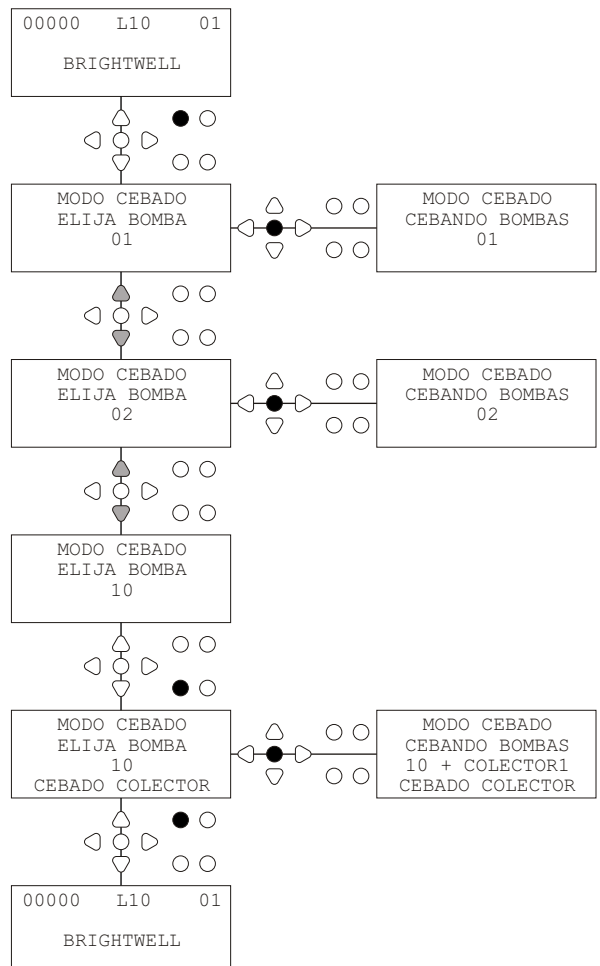 00000 L10 01
BRIGHTWELL
MODO CEBADO
ELIJA BOMBA
01
MODO CEBADO
CEBANDO BOMBAS
01
MODO CEBADO
ELIJA BOMBA
02
MODO CEBADO
CEBANDO BOMBAS
02
MODO CEBADO
ELIJA BOMBA
10
MODO CEBADO
ELIJA BOMBA
10
CEBADO COLECTOR
MODO CEBADO
CEBANDO BOMBAS
10 + COLECTOR1
CEBADO COLECTOR
00000 L10 01
BRIGHTWELL